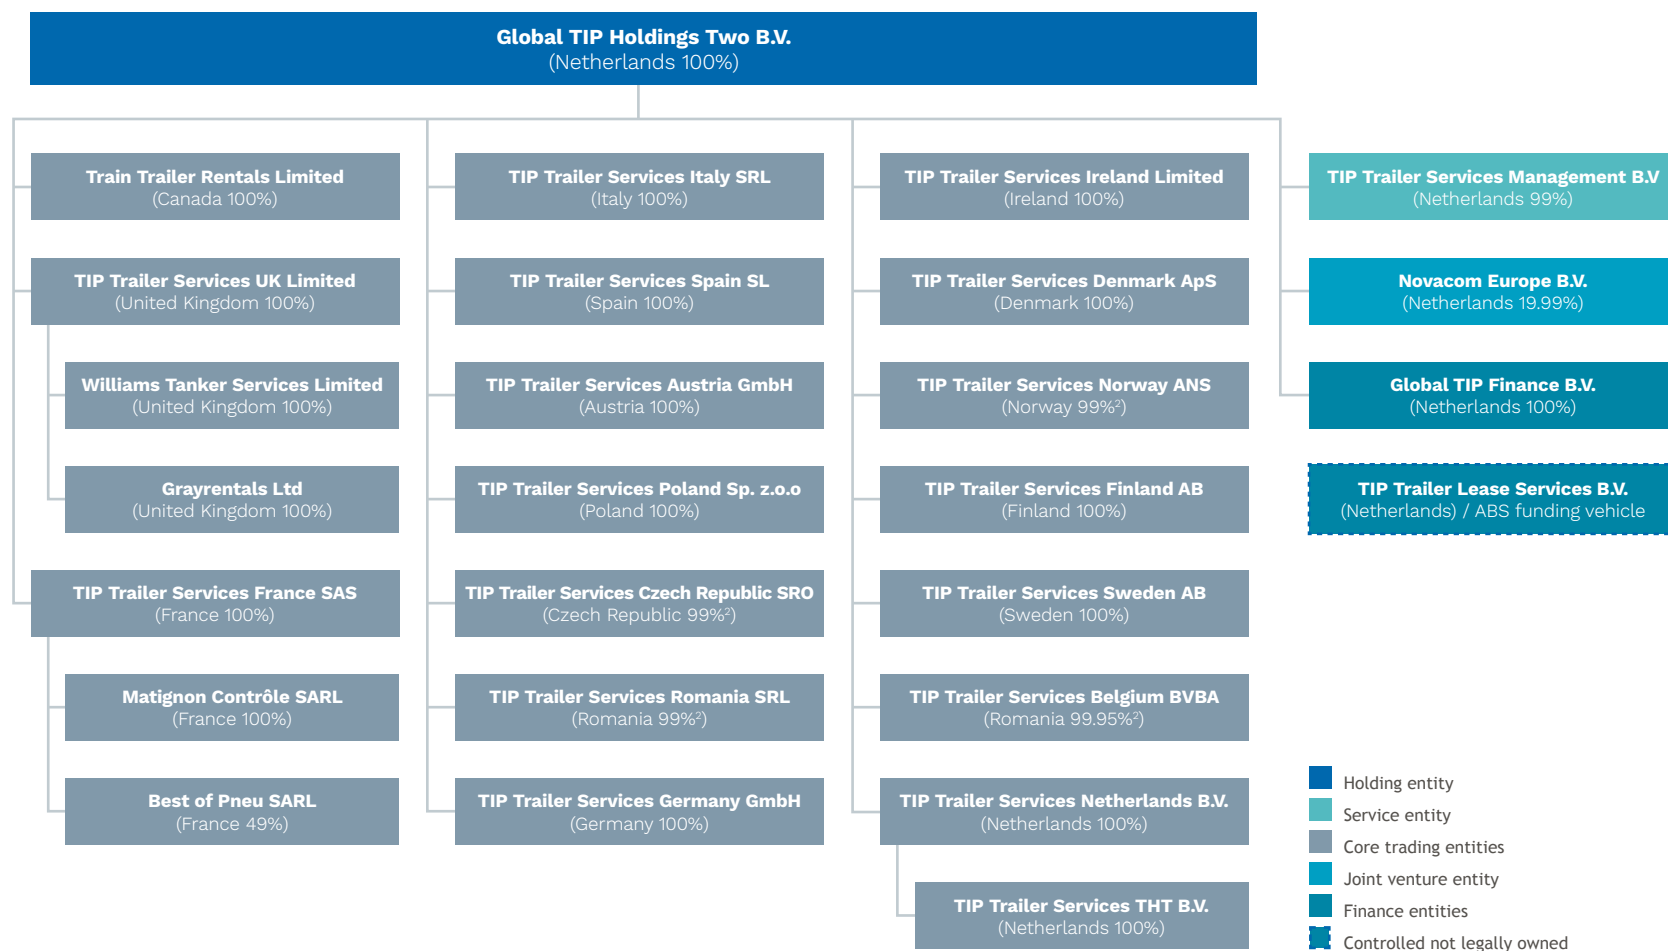 Global TIP Holdings Two B.V.
(Netherlands 100%)
Train Trailer Rentals Limited
(Canada 100%)
TIP Trailer Services UK Limited
(United Kingdom 100%)
Williams Tanker Services Limited
(United Kingdom 100%)
Grayrentals Ltd
(United Kingdom 100%)
TIP Trailer Services France SAS
(France 100%)
Matignon Contrôle SARL
(France 100%)
Best of Pneu SARL
(France 49%)
TIP Trailer Services Italy SRL
(Italy 100%)
TIP Trailer Services Spain SL
(Spain 100%)
TIP Trailer Services Austria GmbH
(Austria 100%)
TIP Trailer Services Poland Sp. z.o.o
(Poland 100%)
TIP Trailer Services Czech Republic SRO
(Czech Republic 99%²)
TIP Trailer Services Romania SRL
(Romania 99%²)
TIP Trailer Services Germany GmbH
(Germany 100%)
TIP Trailer Services Ireland Limited
(Ireland 100%)
TIP Trailer Services Denmark ApS
(Denmark 100%)
TIP Trailer Services Norway ANS
(Norway 99%²)
TIP Trailer Services Finland AB
(Finland 100%)
TIP Trailer Services Sweden AB
(Sweden 100%)
TIP Trailer Services Belgium BVBA
(Romania 99.95%²)
TIP Trailer Services Netherlands B.V.
(Netherlands 100%)
TIP Trailer Services THT B.V.
(Netherlands 100%)
TIP Trailer Services Management B.V
(Netherlands 99%)
Novacom Europe B.V.
(Netherlands 19.99%)
Global TIP Finance B.V.
(Netherlands 100%)
TIP Trailer Lease Services B.V.
(Netherlands) / ABS funding vehicle
Holding entity
Service entity
Core trading entities
Joint venture entity
Finance entities
Controlled not legally owned